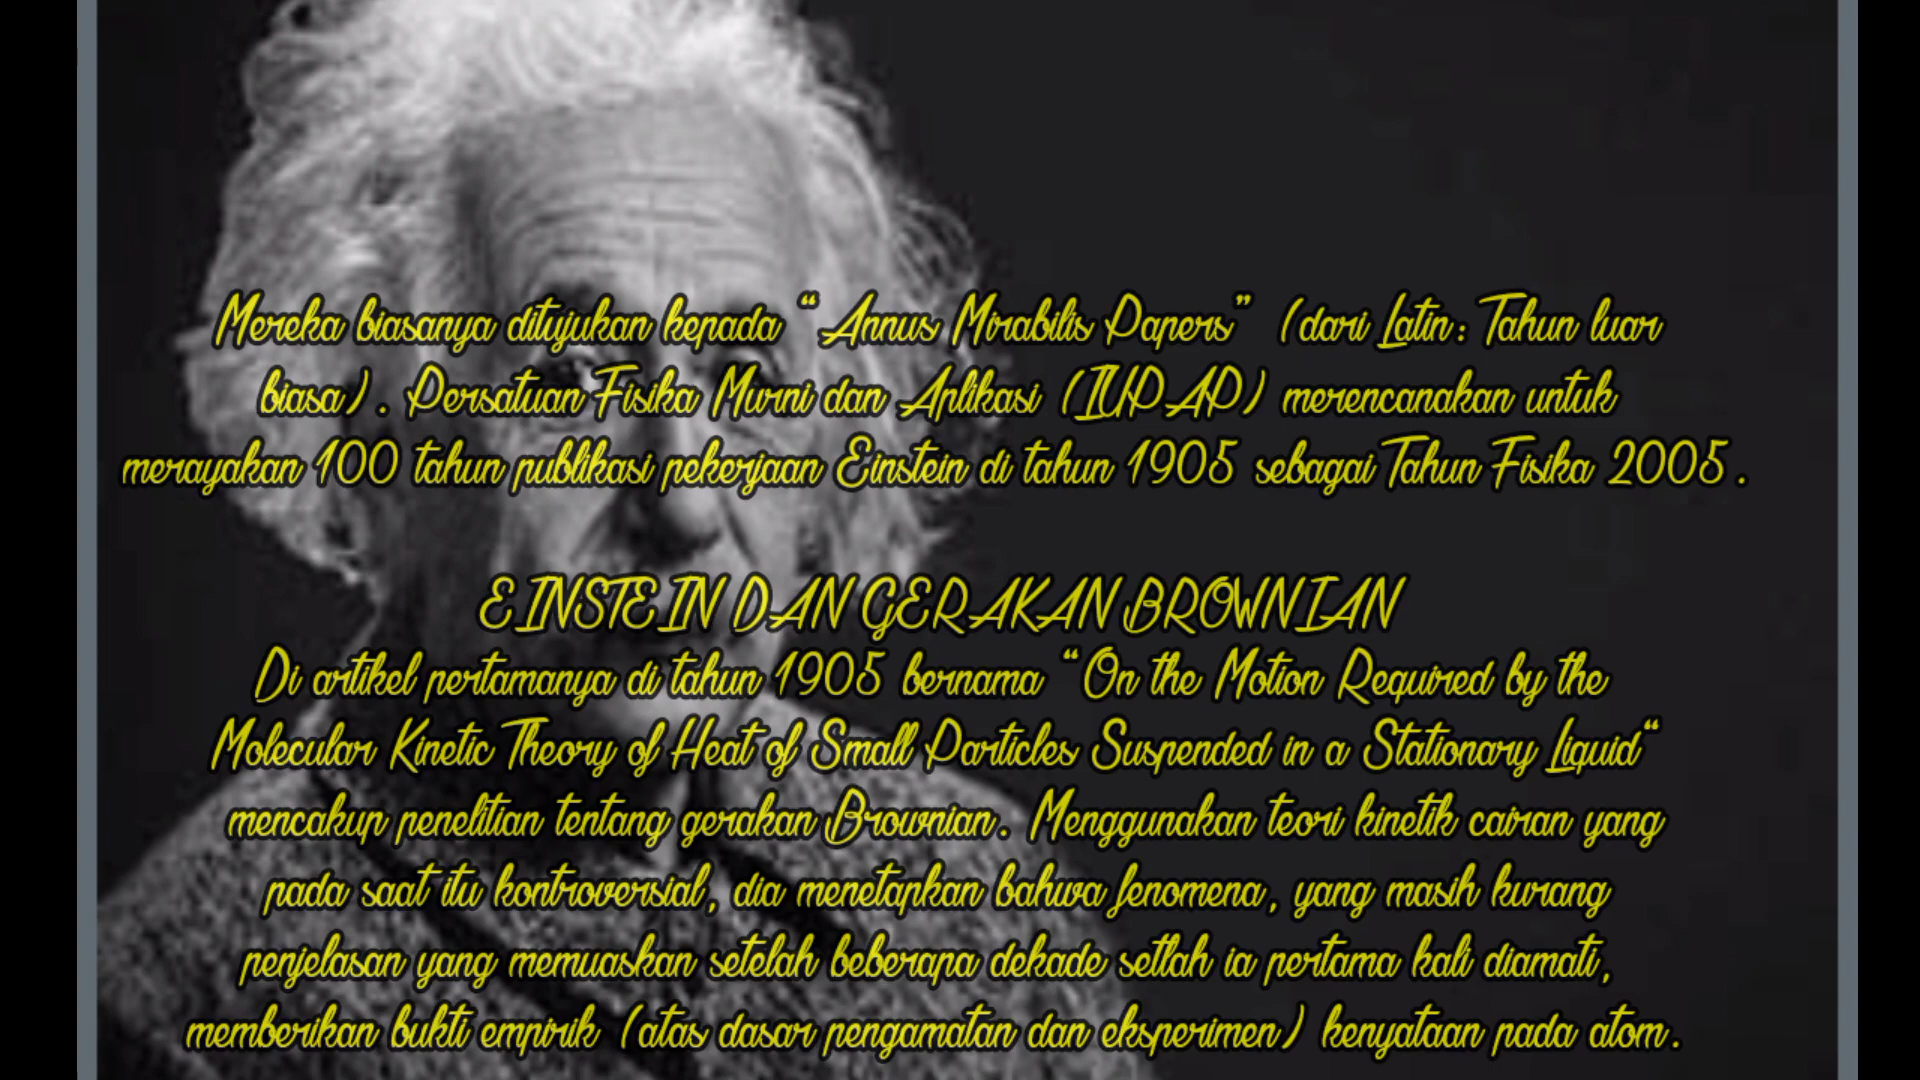 Mereka biasanya ditujukan kepada "Annus Mirabilis Papers" (dari Latin: Tahun luar
biasa). Persatuan Fisika Murni dan Aplikasi (IUPAP) merencanakan untuk
merayakan 100 tahun publikasi pekerjaan Einstein di tahun 1905 sebagai Tahun Fisika 2005.
EINSTEIN DAN GERAKAN BROWNIAN
Di artikel pertamanya di tahun 1905 bernama "On the Motion Required by the
Molecular Kinetic Theory of Heat of Small Particles Suspended in a Stationary Liquid"
mencakup penelitian tentang gerakan Brownian. Menggunakan teori kinetik cairan yang
pada saat itu kontroversial, dia menetapkan bahwa fenomena, yang masih kurang
penjelasan yang memuaskan setelah beberapa dekade setlah ia pertama kali diamati,
memberikan bukti empirik (atas dasar pengamatan dan eksperimen) kenyataan pada atom.